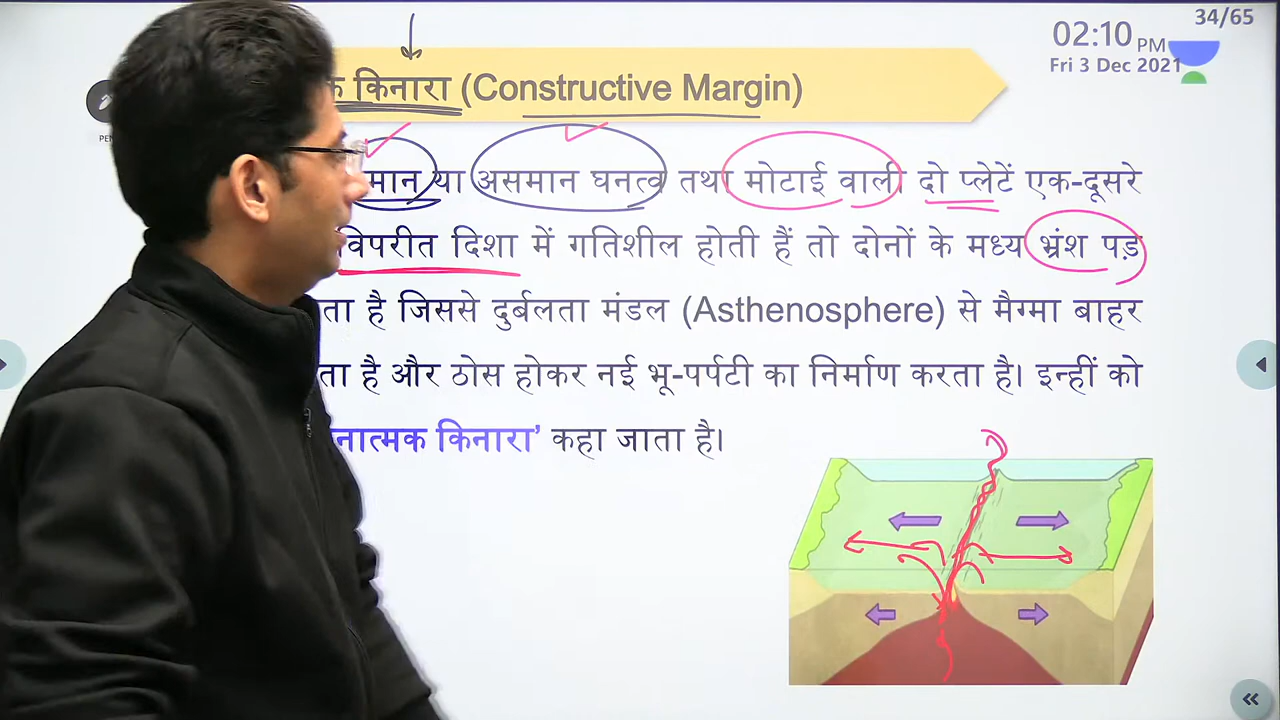 34/65
02:10 PM
Fri 3 Dec 2021
किनारा (Constructive Margin)
या असमान घनत्व तथा मोटाई वाली दो प्लेटें एक-दूसरे
विपरीत दिशा में गतिशील होती हैं तो दोनों के मध्य भ्रंश पड़
है जिससे दुर्बलता मंडल (Asthenosphere) से मैग्मा बाहर
है और ठोस होकर नई भू-पर्पटी का निर्माण करता है। इन्हीं को
किनारा’ कहा जाता है।